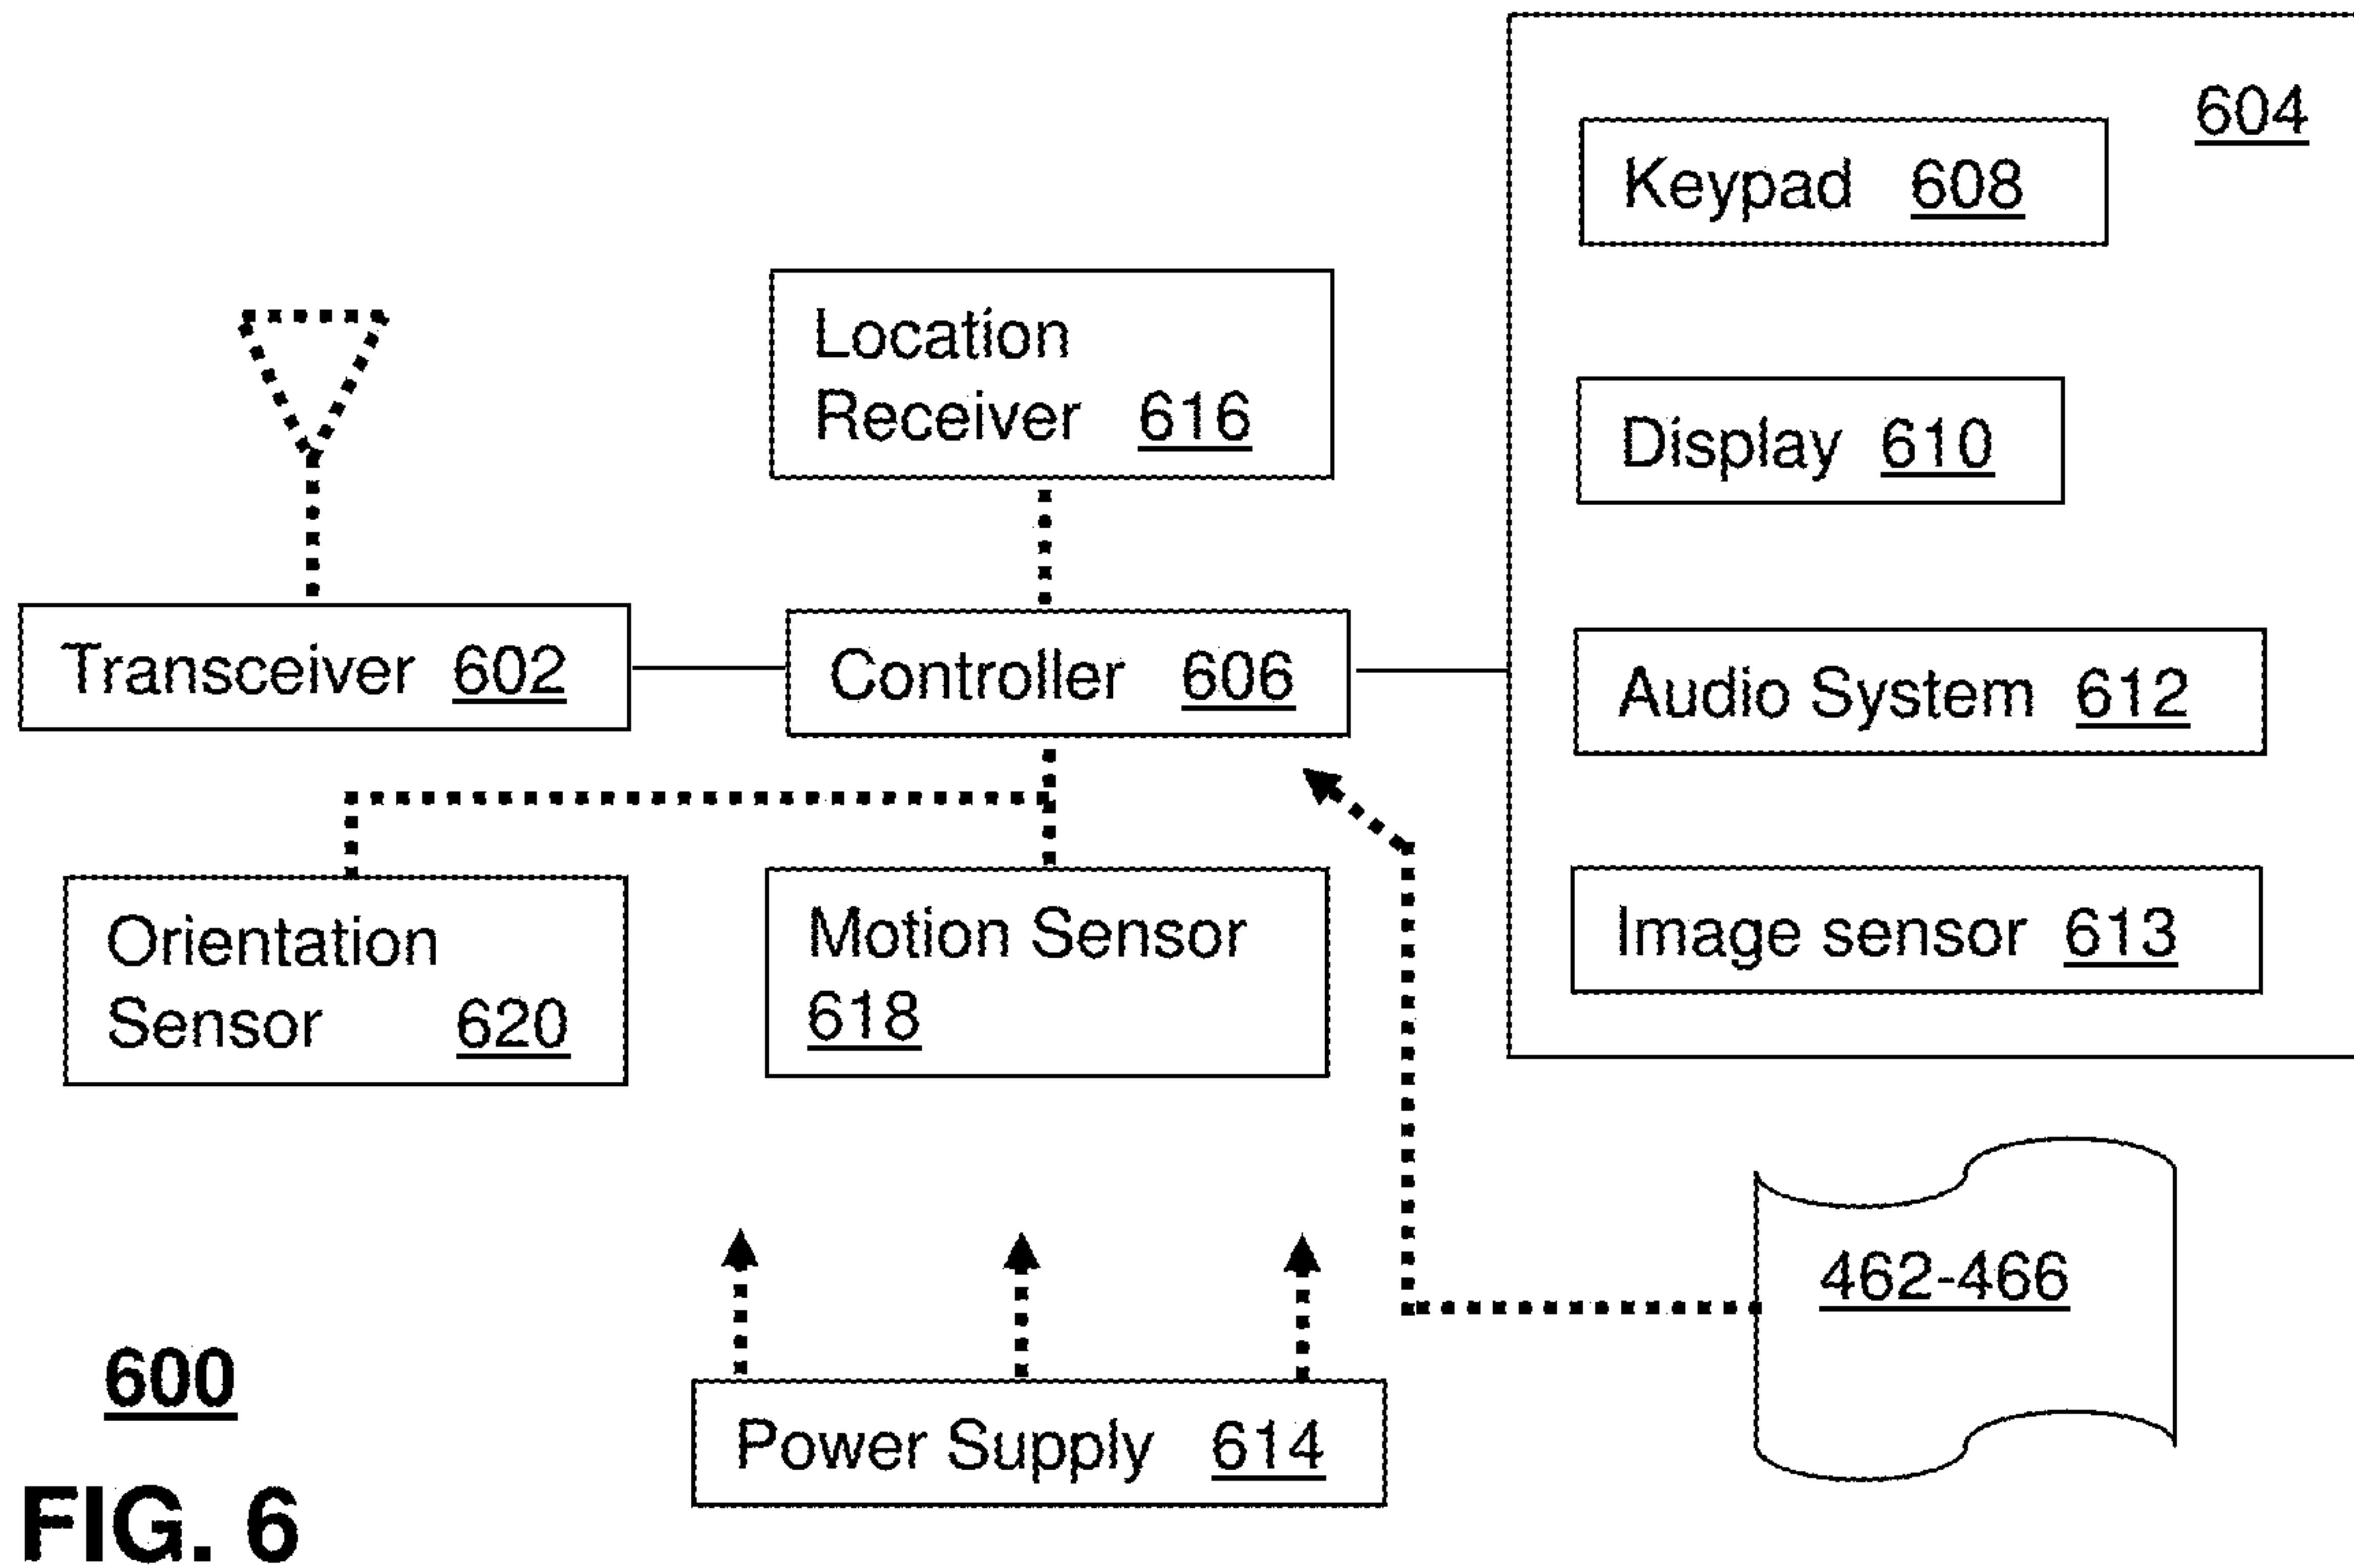 604
Keypad 608
Location
Receiver 616
Display 610
Transceiver 602
Controller 606
Audio System 612
Orientation
Sensor 620
Motion Sensor
618
Image sensor 613
462-466
600
Power Supply 614
FIG. 6